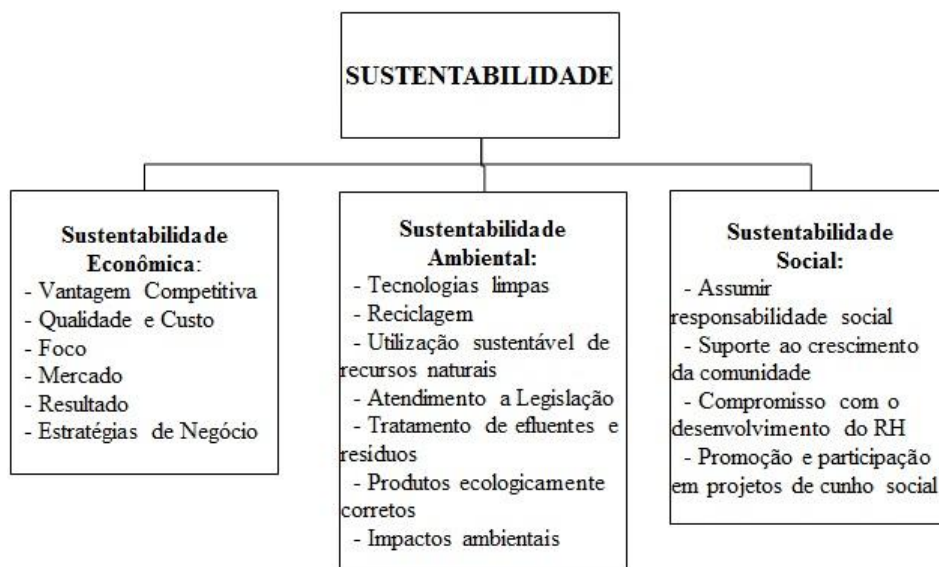 SUSTENTABILIDADE
Sustentabilidade
Econômica:
- Vantagem Competitiva
- Qualidade e Custo
- Foco
- Mercado
- Resultado
- Estratégias de Negócio
Sustentabilidade
Ambiental:
- Tecnologias limpas
- Reciclagem
- Utilização sustentável de
recursos naturais
- Atendimento a Legislação
- Tratamento de efluentes e
resíduos
- Produtos ecologicamente
corretos
- Impactos ambientais
Sustentabilidade
Social:
- Assumir
responsabilidade social
- Suporte ao crescimento
da comunidade
- Compromisso com o
desenvolvimento do RH
- Promoção e participação
em projetos de cunho social